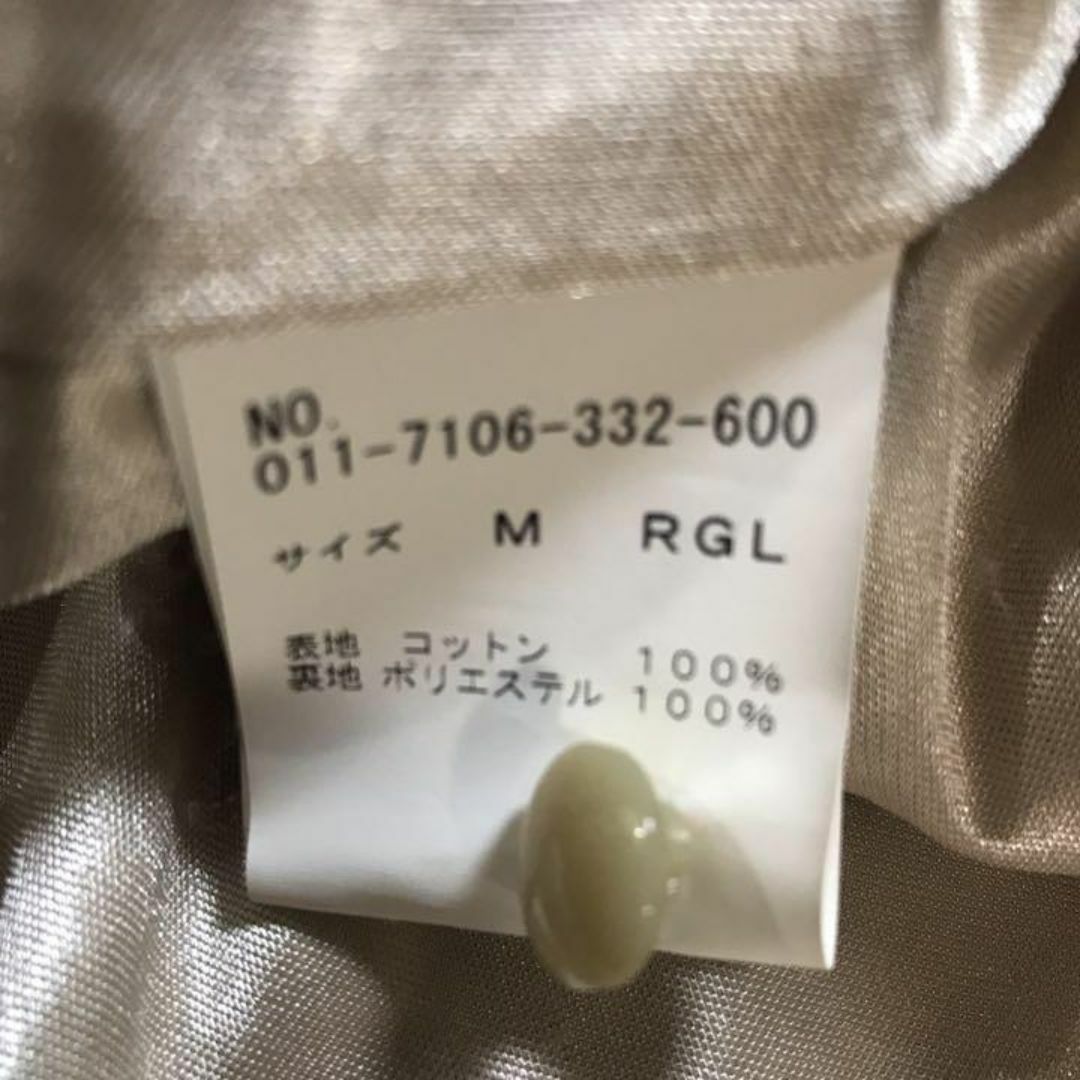 NO.
011-7106-332-600
サイズ M RGL
表地 コットン 100%
裏地 ポリエステル 100%